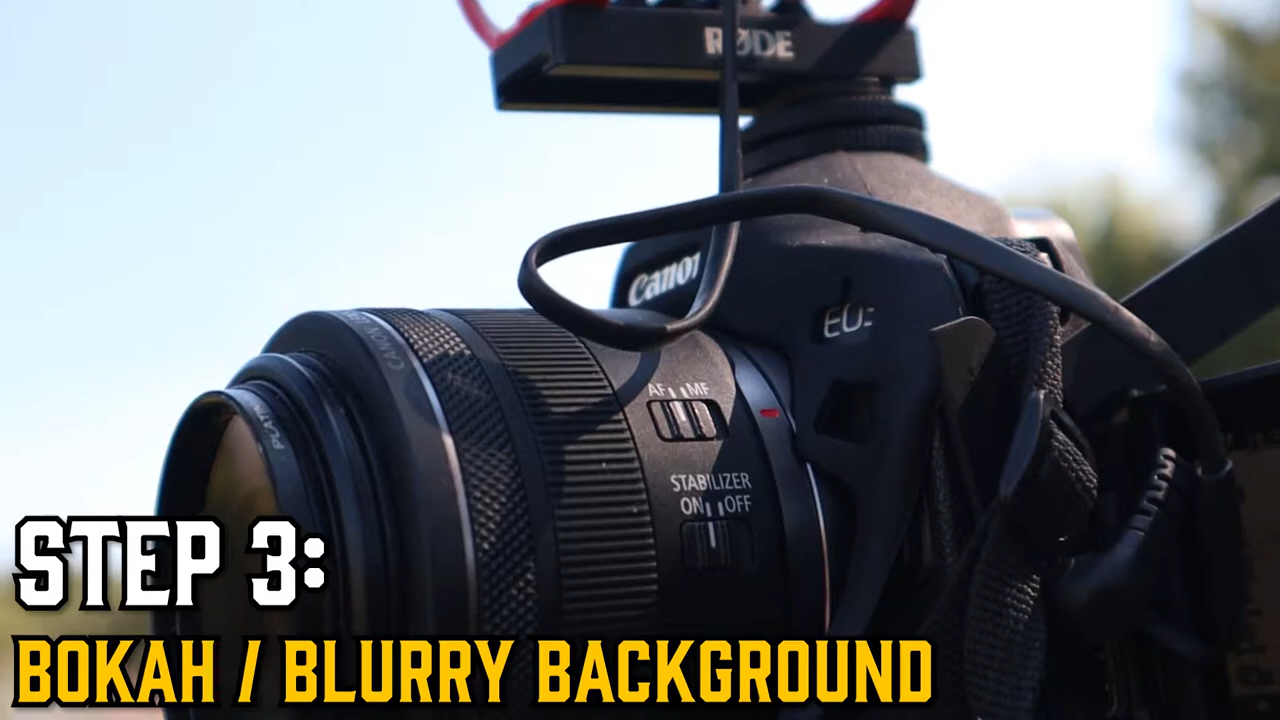 RØDE
Canon
AF MF
STABILIZER
ON OFF
STEP 3:
BOKAH / BLURRY BACKGROUND